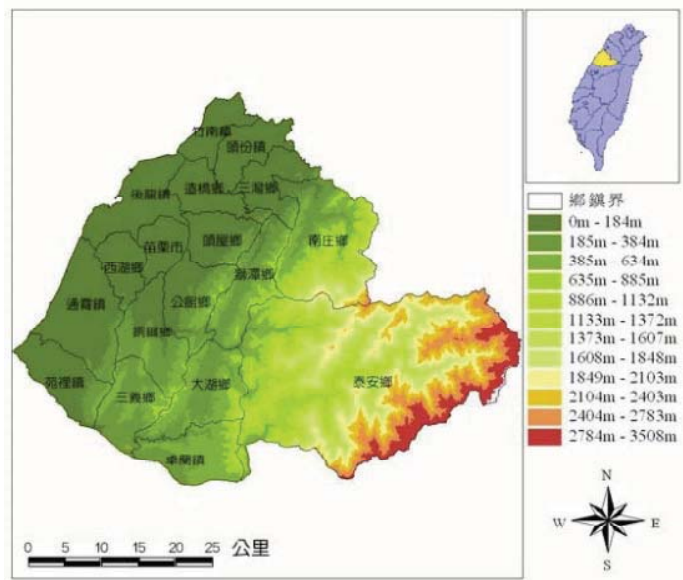 竹南鎮
頭份鎮
後龍鎮
造橋鄉
三灣鄉
苗栗市
頭屋鄉
南庄鄉
西湖鄉
獅潭鄉
通霄鎮
公館鄉
銅鑼鄉
苑裡鎮
三義鄉
大湖鄉
泰安鄉
卓蘭鎮
0 5 10 15 20 25 公里
鄉鎮界
0m - 184m
185m - 384m
385m - 634m
635m - 885m
886m - 1132m
1133m - 1372m
1373m - 1607m
1608m - 1848m
1849m - 2103m
2104m - 2403m
2404m - 2783m
2784m - 3508m
N
W E
S